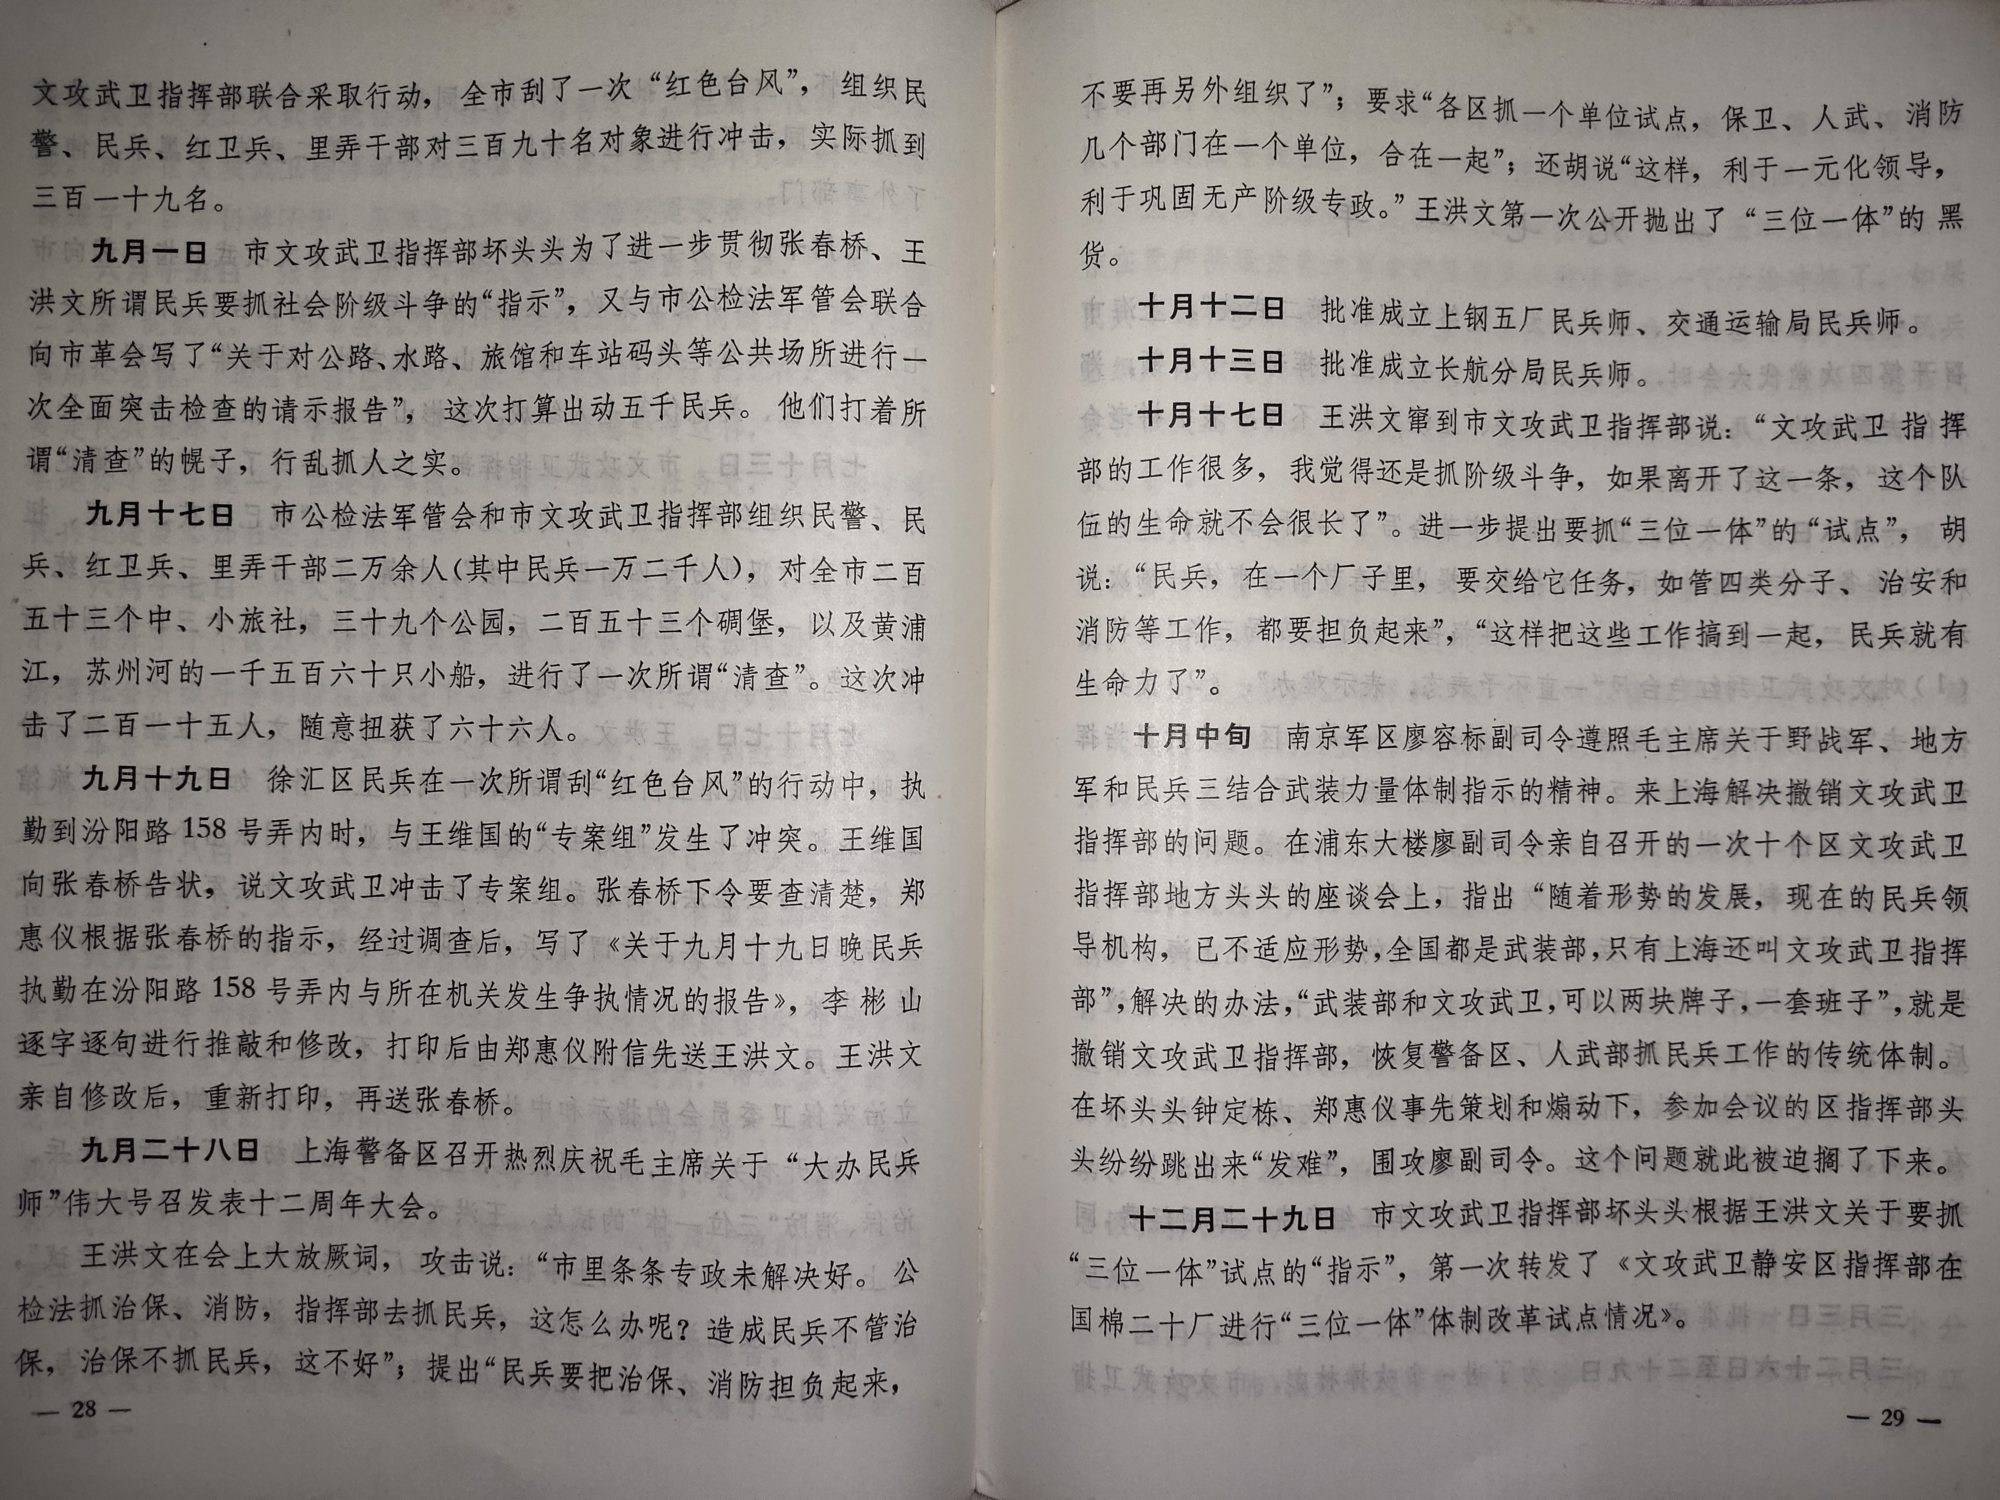 文攻武卫指挥部联合采取行动，全市刮了一次“红色台风”，组织民
警、民兵、红卫兵、里弄干部对三百九十名对象进行冲击，实际抓到
三百一十九名。
九月一日　市文攻武卫指挥部坏头头为了进一步贯彻张春桥、王
洪文所谓民兵要抓社会阶级斗争的“指示”，又与市公检法军管会联合
向市革会写了“关于对公路、水路、旅馆和车站码头等公共场所进行一
次全面突击检查的请示报告”，这次打算出动五千民兵。他们打着所
谓“清查”的幌子，行乱抓人之实。
九月十七日　市公检法军管会和市文攻武卫指挥部组织民警、民
兵、红卫兵、里弄干部二万余人(其中民兵一万二千人)，对全市二百
五十三个中、小旅社，三十九个公园，二百五十三个碉堡，以及黄浦
江，苏州河的一千五百六十只小船，进行了一次所谓“清查”。这次冲
击了二百一十五人，随意扭获了六十六人。
九月十九日　徐汇区民兵在一次所谓刮“红色台风”的行动中，执
勤到汾阳路158号弄内时，与王维国的“专案组”发生了冲突。王维国
向张春桥告状，说文攻武卫冲击了专案组。张春桥下令要查清楚，郑
惠仪根据张春桥的指示，经过调查后，写了《关于九月十九日晚民兵
执勤在汾阳路158号弄内与所在机关发生争执情况的报告》，李彬山
逐字逐句进行推敲和修改，打印后由郑惠仪附信先送王洪文。王洪文
亲自修改后，重新打印，再送张春桥。
九月二十八日　上海警备区召开热烈庆祝毛主席关于“大办民兵
师”伟大号召发表十二周年大会。
王洪文在会上大放厥词，攻击说：“市里条条专政未解决好。公
检法抓治保、消防，指挥部去抓民兵，这怎么办呢？造成民兵不管治
保，治保不抓民兵，这不好”；提出“民兵要把治保、消防担负起来，
— 28 —
不要再另外组织了”；要求“各区抓一个单位试点，保卫、人武、消防
几个部门在一个单位，合在一起”；还胡说“这样，利于一元化领导，
利于巩固无产阶级专政。”王洪文第一次公开抛出了“三位一体”的黑
货。
十月十二日　批准成立上钢五厂民兵师、交通运输局民兵师。
十月十三日　批准成立长航分局民兵师。
十月十七日　王洪文窜到市文攻武卫指挥部说：“文攻武卫指挥
部的工作很多，我觉得还是抓阶级斗争，如果离开了这一条，这个队
伍的生命就不会很长了”。进一步提出要抓“三位一体”的“试点”，胡
说：“民兵，在一个厂子里，要交给它任务，如管四类分子、治安和
消防等工作，都要担负起来”，“这样把这些工作搞到一起，民兵就有
生命力了”。
十月中旬　南京军区廖容标副司令遵照毛主席关于野战军、地方
军和民兵三结合武装力量体制指示的精神。来上海解决撤销文攻武卫
指挥部的问题。在浦东大楼廖副司令亲自召开的一次十个区文攻武卫
指挥部地方头头的座谈会上，指出“随着形势的发展，现在的民兵领
导机构，已不适应形势，全国都是武装部，只有上海还叫文攻武卫指挥
部”，解决的办法，“武装部和文攻武卫，可以两块牌子，一套班子”，就是
撤销文攻武卫指挥部，恢复警备区、人武部抓民兵工作的传统体制。
在坏头头钟定栋、郑惠仪事先策划和煽动下，参加会议的区指挥部头
头纷纷跳出来“发难”，围攻廖副司令。这个问题就此被迫搁了下来。
十二月二十九日　市文攻武卫指挥部坏头头根据王洪文关于要抓
“三位一体”试点的“指示”，第一次转发了《文攻武卫静安区指挥部在
国棉二十厂进行“三位一体”体制改革试点情况》。
— 29 —